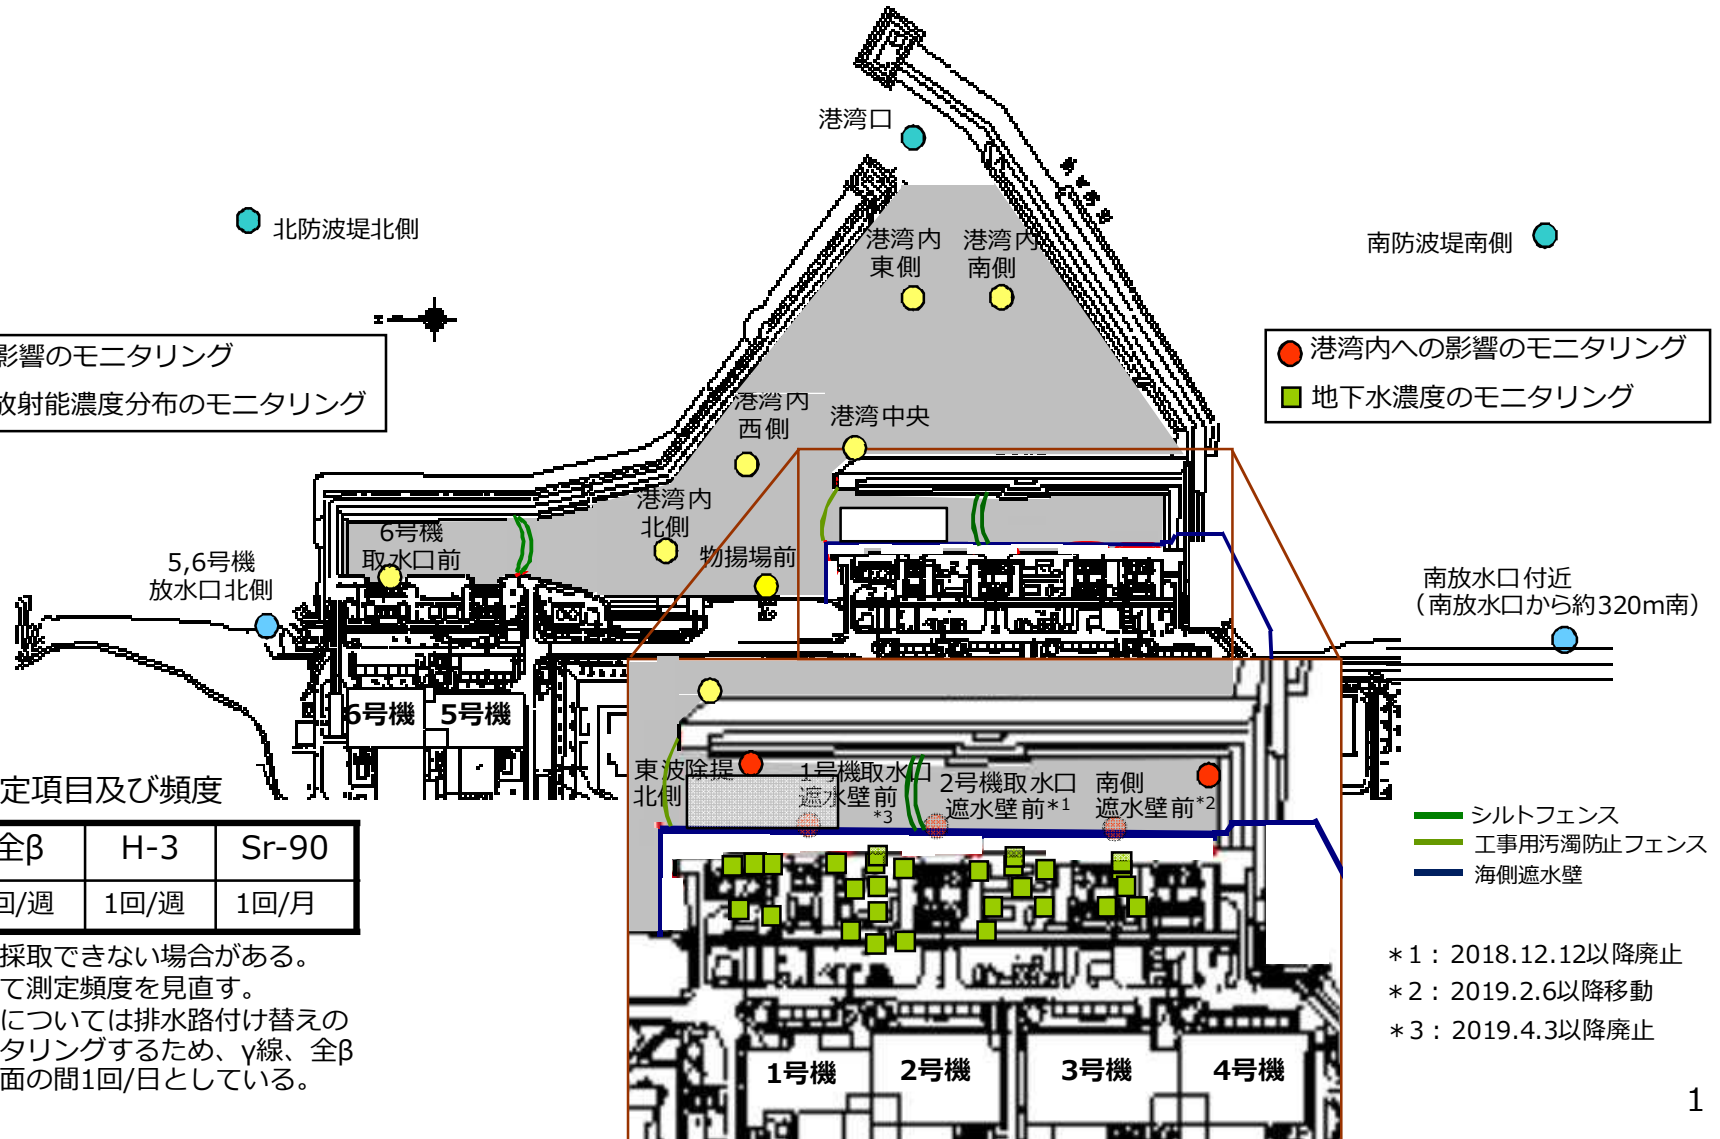 港湾口
北防波堤北側
港湾内
東側
港湾内
南側
南防波堤南側
影響のモニタリング
放射能濃度分布のモニタリング
港湾内への影響のモニタリング
地下水濃度のモニタリング
港湾内
西側
港湾中央
港湾内
北側
6号機
取水口前
物揚場前
5,6号機
放水口北側
南放水口付近
（南放水口から約320m南）
6号機
5号機
東波除堤
北側
1号機取水口
遮水壁前
*3
2号機取水口
遮水壁前*1
南側
遮水壁前*2
定項目及び頻度
全β H-3 Sr-90
回/週 1回/週 1回/月
シルトフェンス
工事用汚濁防止フェンス
海側遮水壁
採取できない場合がある。
て測定頻度を見直す。
については排水路付け替えの
タリングするため、γ線、全β
面の間1回/日としている。
＊1：2018.12.12以降廃止
＊2：2019.2.6以降移動
＊3：2019.4.3以降廃止
1号機
2号機
3号機
4号機
1